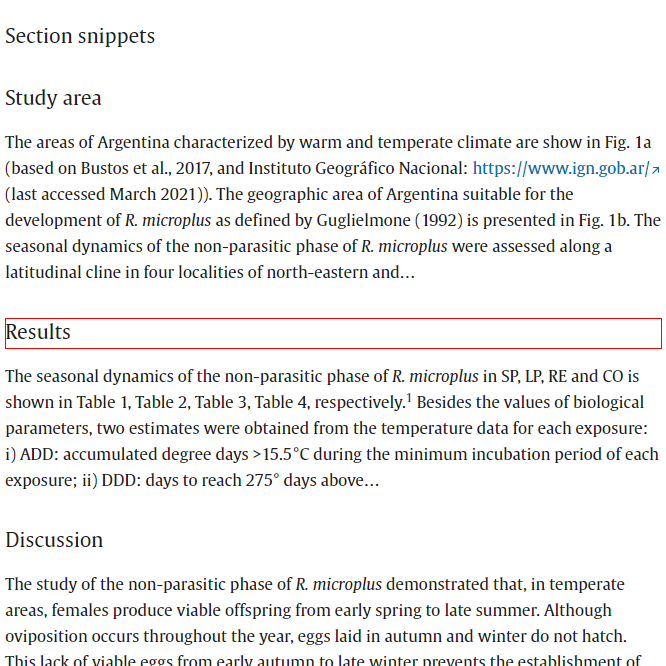 Section snippets
Study area
The areas of Argentina characterized by warm and temperate climate are show in Fig. 1a
(based on Bustos et al., 2017, and Instituto Geográfico Nacional: https://www.ign.gob.ar/↗
(last accessed March 2021)). The geographic area of Argentina suitable for the
development of R. microplus as defined by Guglielmone (1992) is presented in Fig. 1b. The
seasonal dynamics of the non-parasitic phase of R. microplus were assessed along a
latitudinal cline in four localities of north-eastern and…
Results
The seasonal dynamics of the non-parasitic phase of R. microplus in SP, LP, RE and CO is
shown in Table 1, Table 2, Table 3, Table 4, respectively.¹ Besides the values of biological
parameters, two estimates were obtained from the temperature data for each exposure:
i) ADD: accumulated degree days >15.5°C during the minimum incubation period of each
exposure; ii) DDD: days to reach 275° days above…
Discussion
The study of the non-parasitic phase of R. microplus demonstrated that, in temperate
areas, females produce viable offspring from early spring to late summer. Although
oviposition occurs throughout the year, eggs laid in autumn and winter do not hatch.
This lack of viable eggs from early autumn to late winter prevents the establishment of